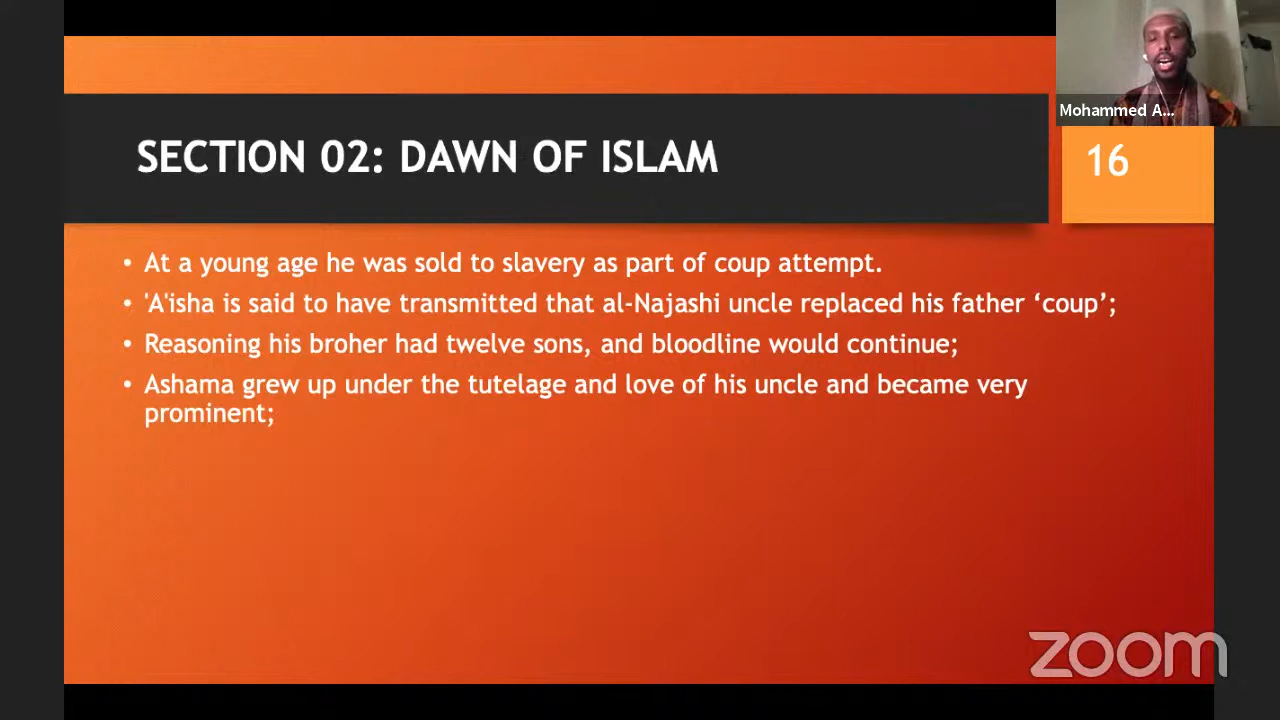 Mohammed A...
SECTION 02: DAWN OF ISLAM
16
• At a young age he was sold to slavery as part of coup attempt.
• 'A'isha is said to have transmitted that al-Najashi uncle replaced his father ‘coup’;
• Reasoning his broher had twelve sons, and bloodline would continue;
• Ashama grew up under the tutelage and love of his uncle and became very
prominent;
zoom